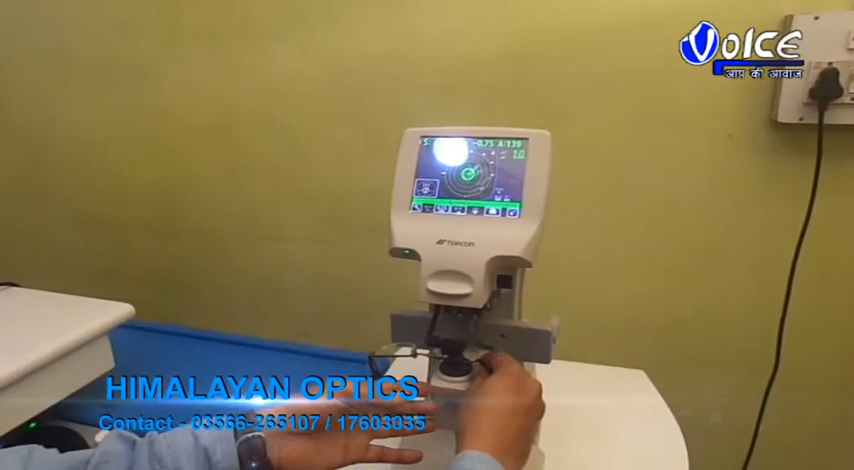 VOICE
आप की आवाज
-0.75 A/139
TOPCON
HIMALAYAN OPTICS
Contact - 03566-265107 / 17603035